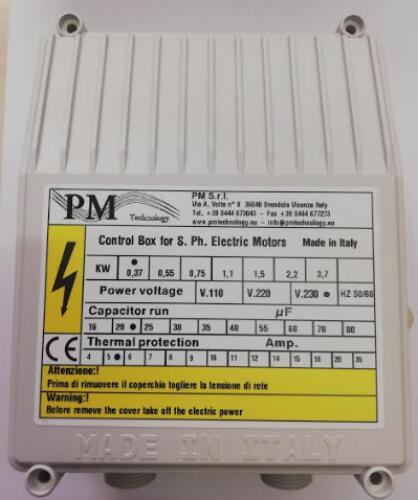 PM
Technology
PM S.r.l.
Via A. Volta n° 8 36040 Brendola Vicenza Italy
Tel. +39 0444 673043 – Fax +39 0444 677273
www.pmtechnology.eu – info@pmtechnology.eu
Control Box for S. Ph. Electric Motors Made in Italy
KW 0,37 0,55 0,75 1,1 1,5 2,2 3,7
Power voltage V.110 V.220 V.230 ● HZ 50/60
Capacitor run µF
16 20 ● 25 30 35 40 55 60 70 80
CE Thermal protection Amp.
4 5 ● 6 7 8 9 10 11 12 13 14 15 18 20 35
Attenzione:!
Prima di rimuovere il coperchio togliere la tensione di rete
Warning:!
Before remove the cover lake off the electric power
MADE IN ITALY